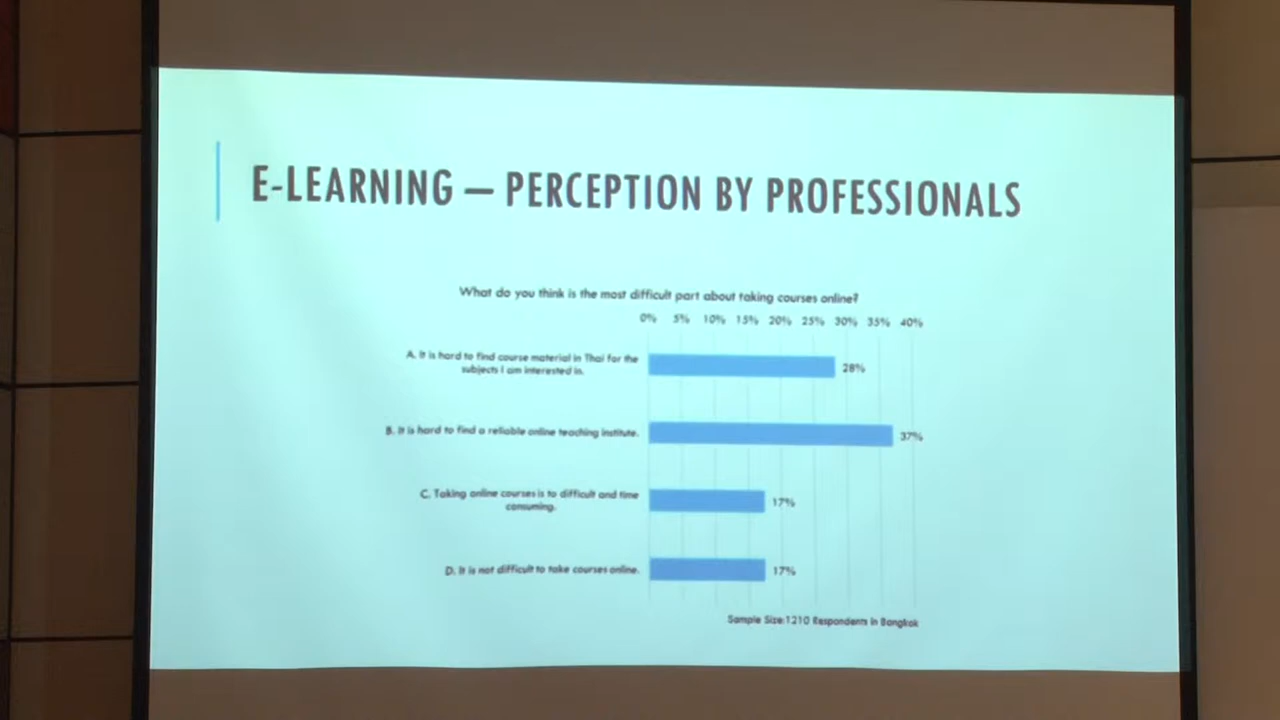 E-LEARNING – PERCEPTION BY PROFESSIONALS
What do you think is the most difficult part about taking courses online?
0% 5% 10% 15% 20% 25% 30% 35% 40%
A. It is hard to find course material in Thai for the
subjects I am interested in.
28%
B. It is hard to find a reliable online teaching institute.
37%
C. Taking online courses is to difficult and time
consuming.
17%
D. It is not difficult to take courses online.
17%
Sample Size:1210 Respondents in Bangkok